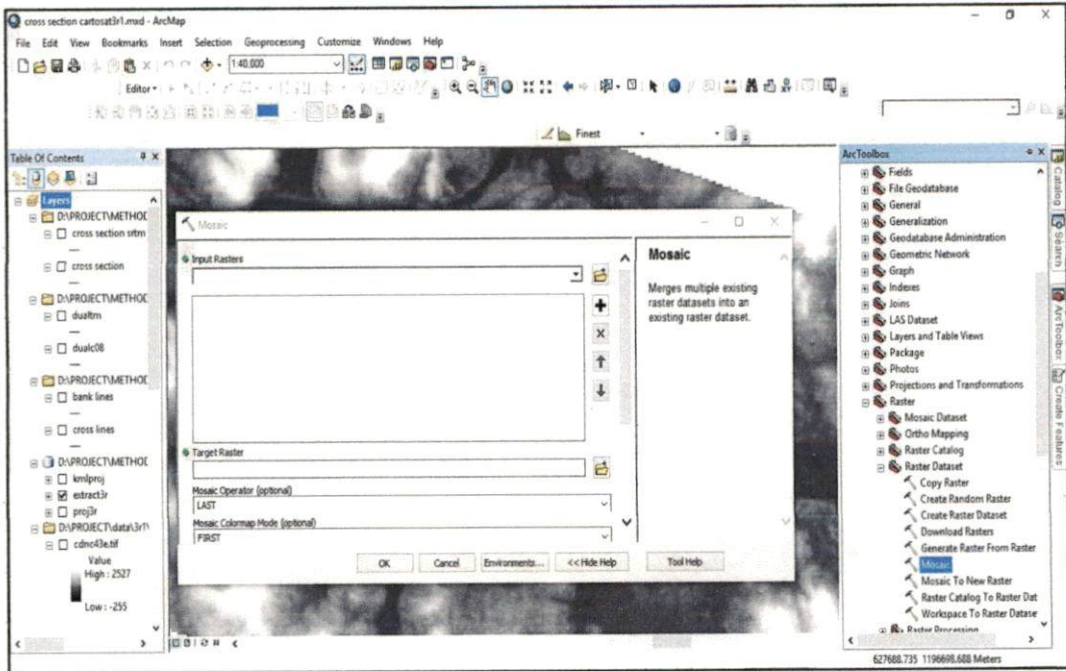 cross section cartosat3r1.mxd - ArcMap
File Edit View Bookmarks Insert Selection Geoprocessing Customize Windows Help
1:40,000
Editor
Finest
Table Of Contents
Layers
D:\PROJECT\METHOD
cross section srtm
cross section
D:\PROJECT\METHOD
dualtm
dualc08
D:\PROJECT\METHOD
bank lines
cross lines
D:\PROJECT\METHOD
kmlproj
extract3r
proj3r
D:\PROJECT\data\3r1\
cdnc43e.tif
Value
High : 2527
Low : -255
Mosaic
Input Rasters
Target Raster
Mosaic Operator (optional)
LAST
Mosaic Colormap Mode (optional)
FIRST
OK Cancel Environments... << Hide Help Tool Help
Mosaic
Merges multiple existing
raster datasets into an
existing raster dataset.
ArcToolbox
Fields
File Geodatabase
General
Generalization
Geodatabase Administration
Geometric Network
Graph
Indexes
Joins
LAS Dataset
Layers and Table Views
Package
Photos
Projections and Transformations
Raster
Mosaic Dataset
Ortho Mapping
Raster Catalog
Raster Dataset
Copy Raster
Create Random Raster
Create Raster Dataset
Download Rasters
Generate Raster From Raster
Mosaic
Mosaic To New Raster
Raster Catalog To Raster Dat
Workspace To Raster Datase
Raster Processing
Catalog
Search
ArcToolbox
Create Features
627688.735 1196698.688 Meters